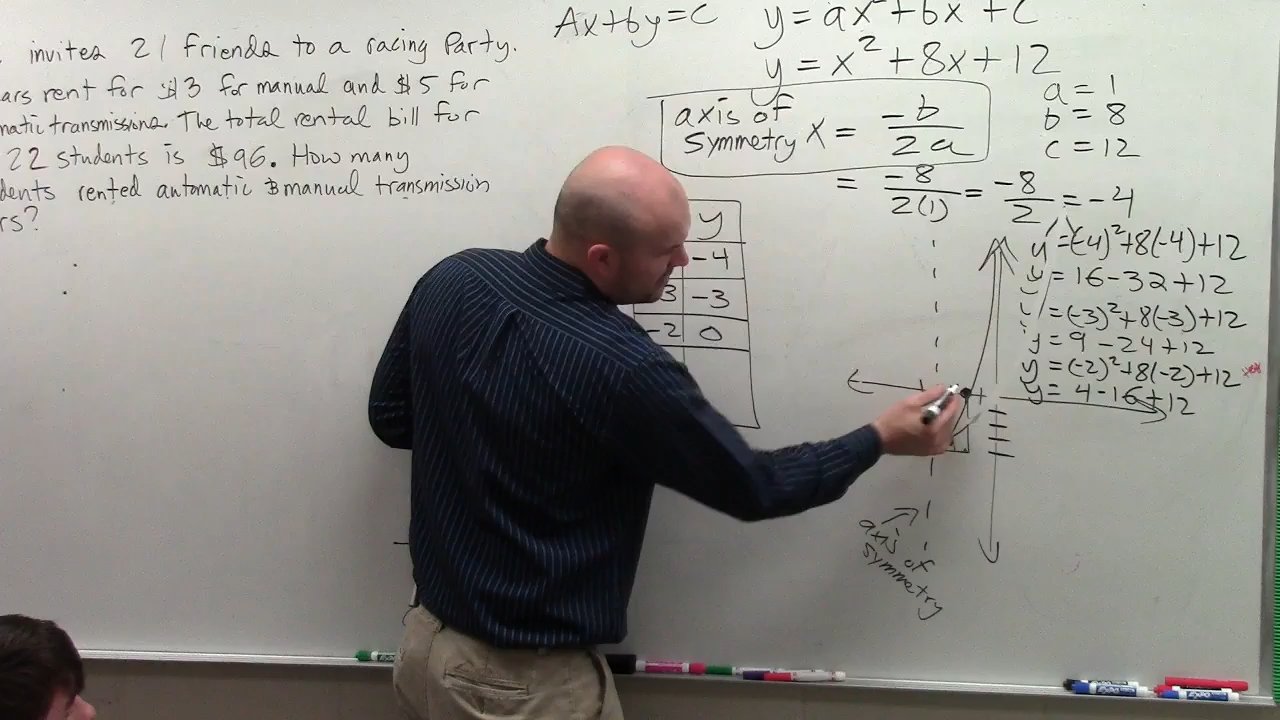 invites 21 friends to a racing Party.
ars rent for $3 for manual and $5 for
matic transmissions. The total rental bill for
22 students is $96. How many
dents rented automatic & manual transmission
rs?
Ax+by=c
y=ax²+bx+c
y=x²+8x+12
axis of
Symmetry X = -b/2a
a=1
b=8
c=12
= -8/2(1) = -8/2 = -4
y
-4
3 -3
-2 0
y=(-4)²+8(-4)+12
y=16-32+12
y=(-3)²+8(-3)+12
y=9-24+12
y=(-2)²+8(-2)+12
y=4-16+12
axis of
symmetry